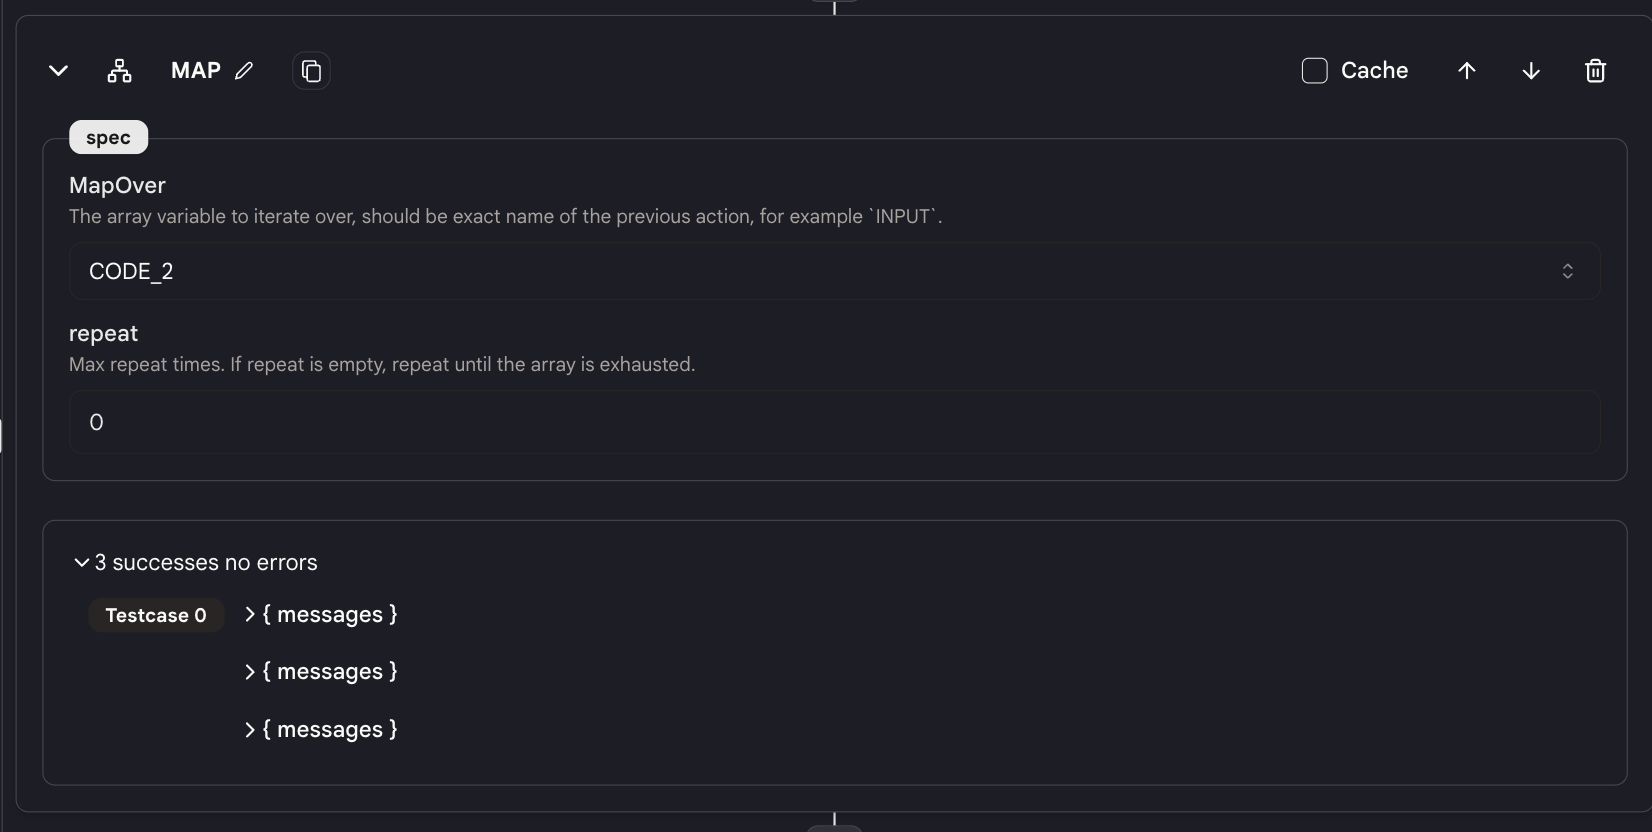 MAP
Cache
spec
MapOver
The array variable to iterate over, should be exact name of the previous action, for example `INPUT`.
CODE_2
repeat
Max repeat times. If repeat is empty, repeat until the array is exhausted.
0
3 successes no errors
Testcase 0 { messages }
{ messages }
{ messages }